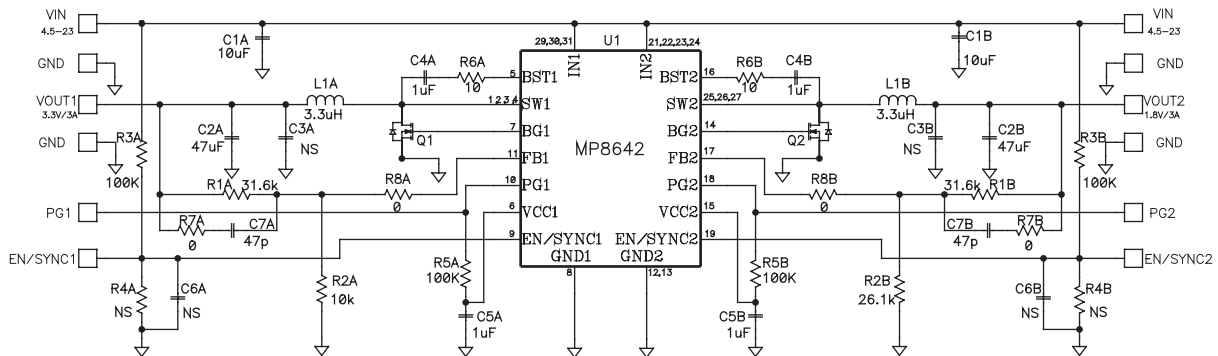 VIN
4.5-23
GND
VOUT1
3.3V/3A
GND
PG1
EN/SYNC1
C1A
10uF
L1A
3.3uH
C2A
47uF
C3A
NS
R3A
100K
R1A
31.6k
R7A
0
C7A
47p
R4A
NS
C6A
NS
R2A
10k
C4A
1uF
R6A
10
Q1
R8A
0
R5A
100K
C5A
1uF
29,30,31
U1
21,22,23,24
IN1
IN2
5
BST1
1,2,3,4
SW1
7
BG1
11
FB1
10
PG1
6
VCC1
9
EN/SYNC1
GND1
8
MP8642
BST2
16
SW2
25,26,27
BG2
14
FB2
17
PG2
18
VCC2
15
EN/SYNC2
19
GND2
12,13
R6B
10
C4B
1uF
Q2
R8B
0
R5B
100K
C5B
1uF
C1B
10uF
L1B
3.3uH
C3B
NS
C2B
47uF
R3B
100K
31.6k
R1B
C7B
47p
R7B
0
R2B
26.1k
C6B
NS
R4B
NS
VIN
4.5-23
GND
VOUT2
1.8V/3A
GND
PG2
EN/SYNC2